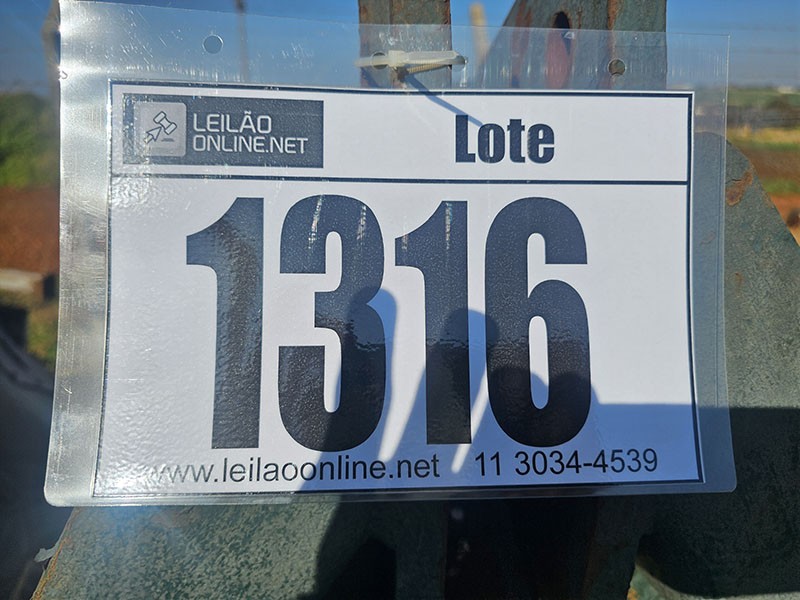 LEILÃO
ONLINE.NET
Lote
1316
www.leilaoonline.net 11 3034-4539